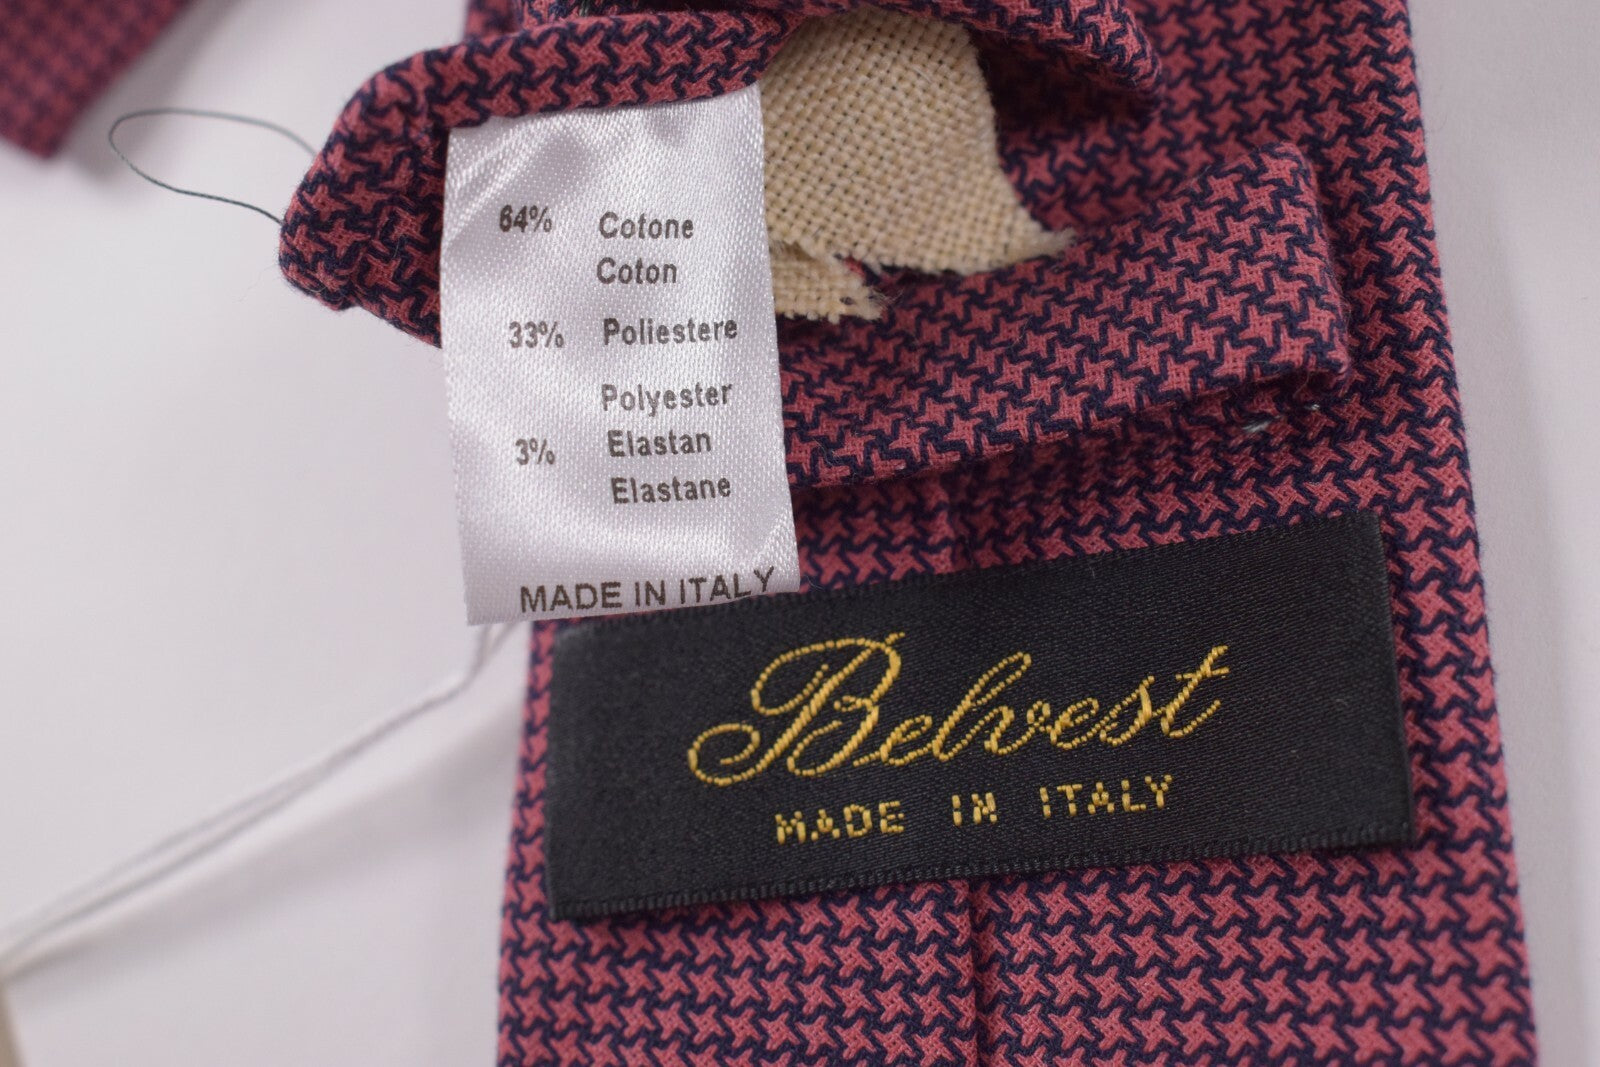 64% Cotone
Coton
33% Poliestere
Polyester
3% Elastan
Elastane
MADE IN ITALY
Belvest
MADE IN ITALY